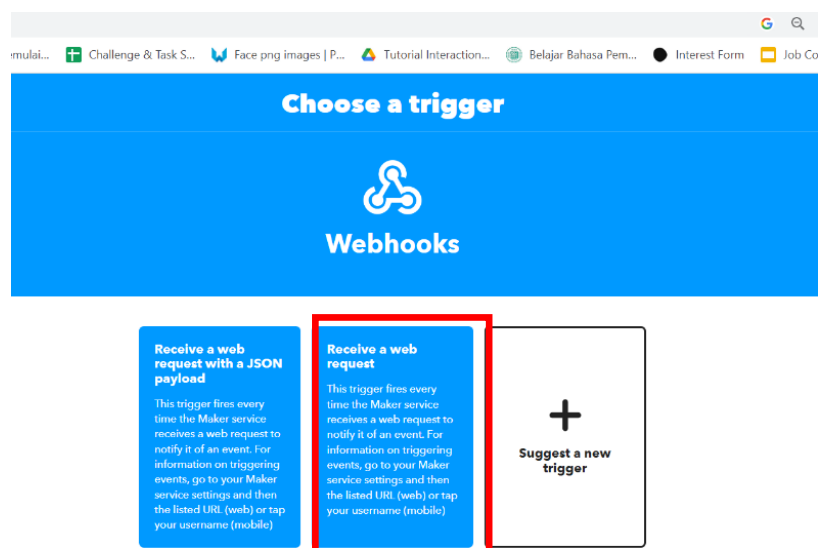 emulai...
Challenge & Task S...
Face png images | P...
Tutorial Interaction...
Belajar Bahasa Pem...
Interest Form
Job Co
Choose a trigger
Webhooks
Receive a web
request with a JSON
payload
This trigger fires every
time the Maker service
receives a web request to
notify it of an event. For
information on triggering
events, go to your Maker
service settings and then
the listed URL (web) or tap
your username (mobile)
Receive a web
request
This trigger fires every
time the Maker service
receives a web request to
notify it of an event. For
information on triggering
events, go to your Maker
service settings and then
the listed URL (web) or tap
your username (mobile)
Suggest a new
trigger